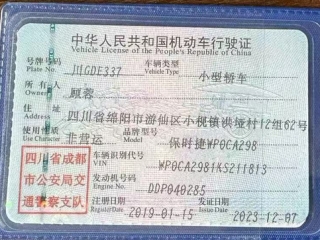 中华人民共和国机动车行驶证
Vehicle License of the People's Republic of China
号牌号码 川GDE337 车辆类型 小型轿车
Plate No. Vehicle Type
所有人 顾蓉
Owner
住址 四川省绵阳市游仙区小枧镇洪垭村12组62号
Address
使用性质 非营运 品牌型号 保时捷WP0CA298
Use Character Model
四川省成都市公安局交通警察支队
车辆识别代号 WP0CA2981KS211813
VIN
发动机号码 DDP040285
Engine No.
注册日期 2019-01-15 发证日期 2023-12-07
Register Date Issue Date